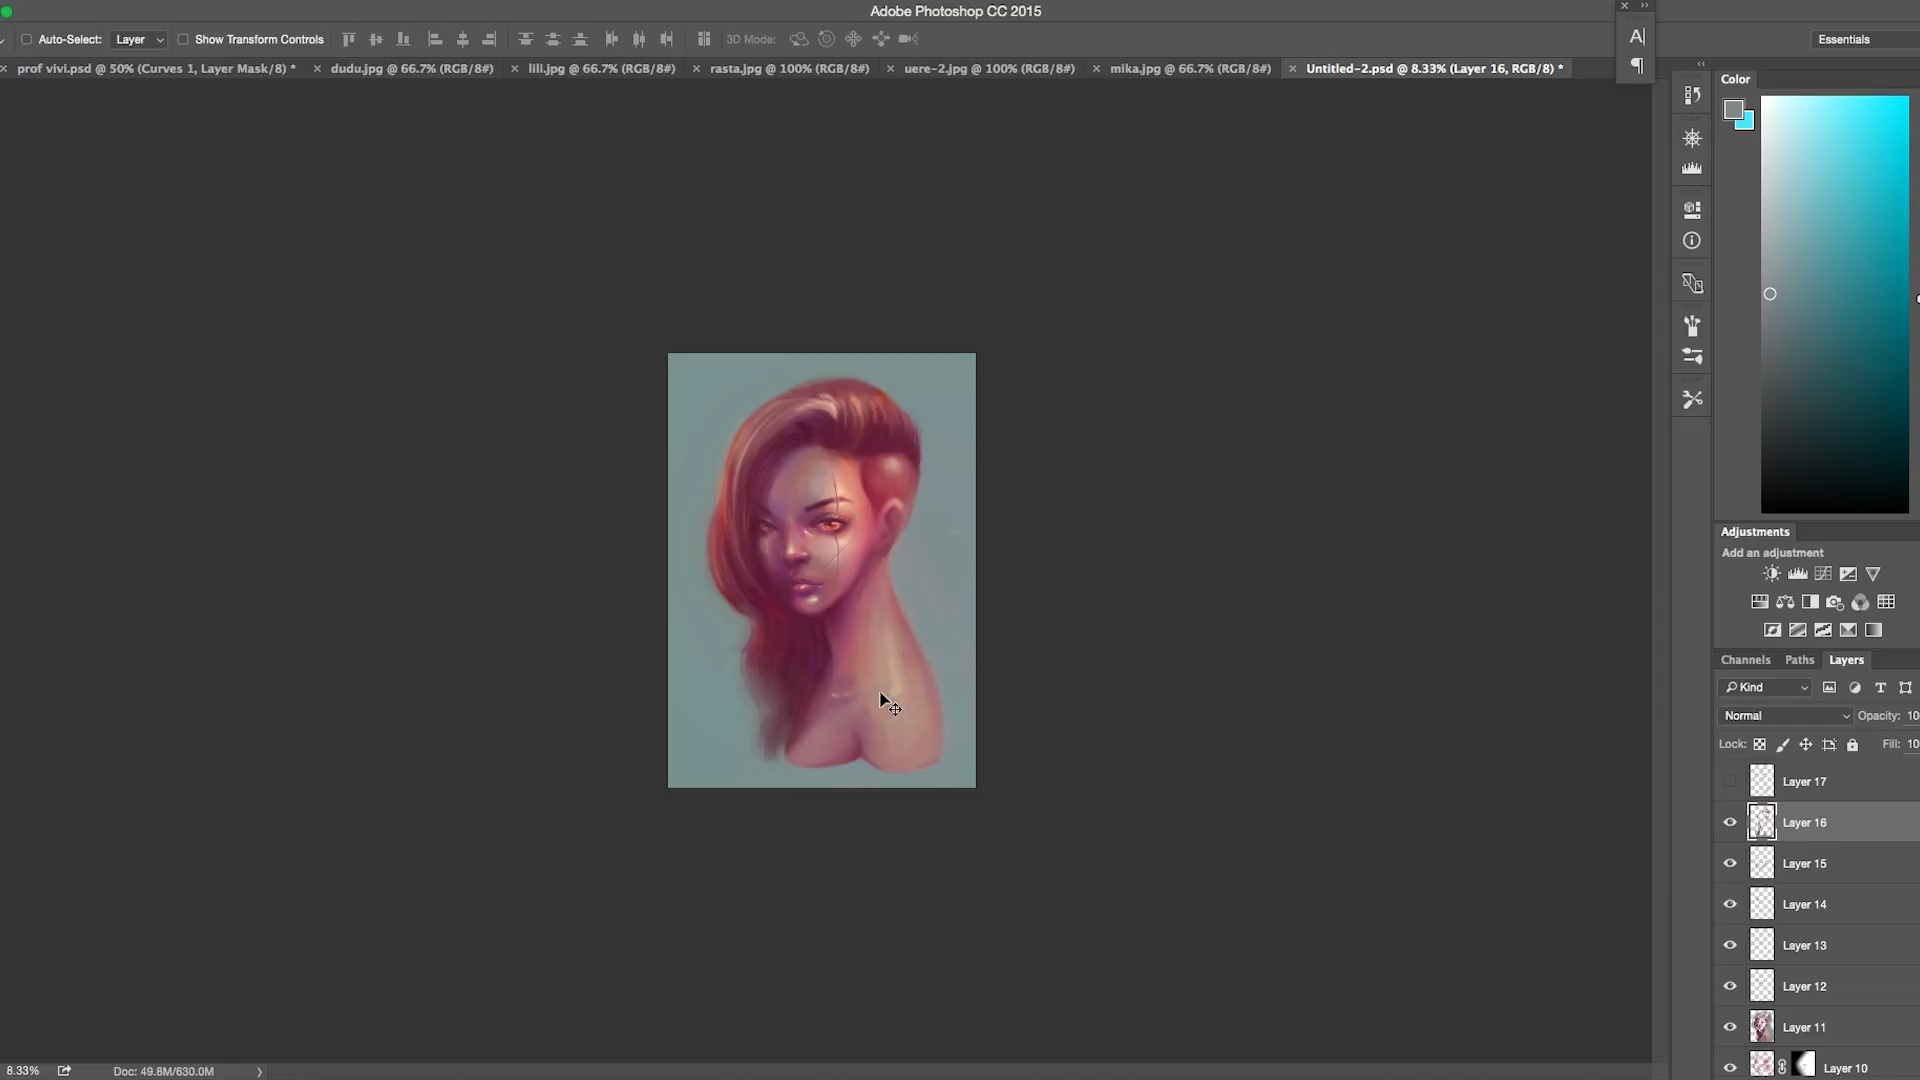 Adobe Photoshop CC 2015
Auto-Select: Layer Show Transform Controls 3D Mode: Essentials
prof vivi.psd @ 50% (Curves 1, Layer Mask/8) * dudu.jpg @ 66.7% (RGB/8#) lili.jpg @ 66.7% (RGB/8#) rasta.jpg @ 100% (RGB/8#) uere-2.jpg @ 100% (RGB/8#) mika.jpg @ 66.7% (RGB/8#) Untitled-2.psd @ 8.33% (Layer 16, RGB/8) *
Color
Adjustments
Add an adjustment
Channels Paths Layers
Kind
Normal Opacity: 10
Lock: Fill: 10
Layer 17
Layer 16
Layer 15
Layer 14
Layer 13
Layer 12
Layer 11
Layer 10
8.33% Doc: 49.8M/630.0M